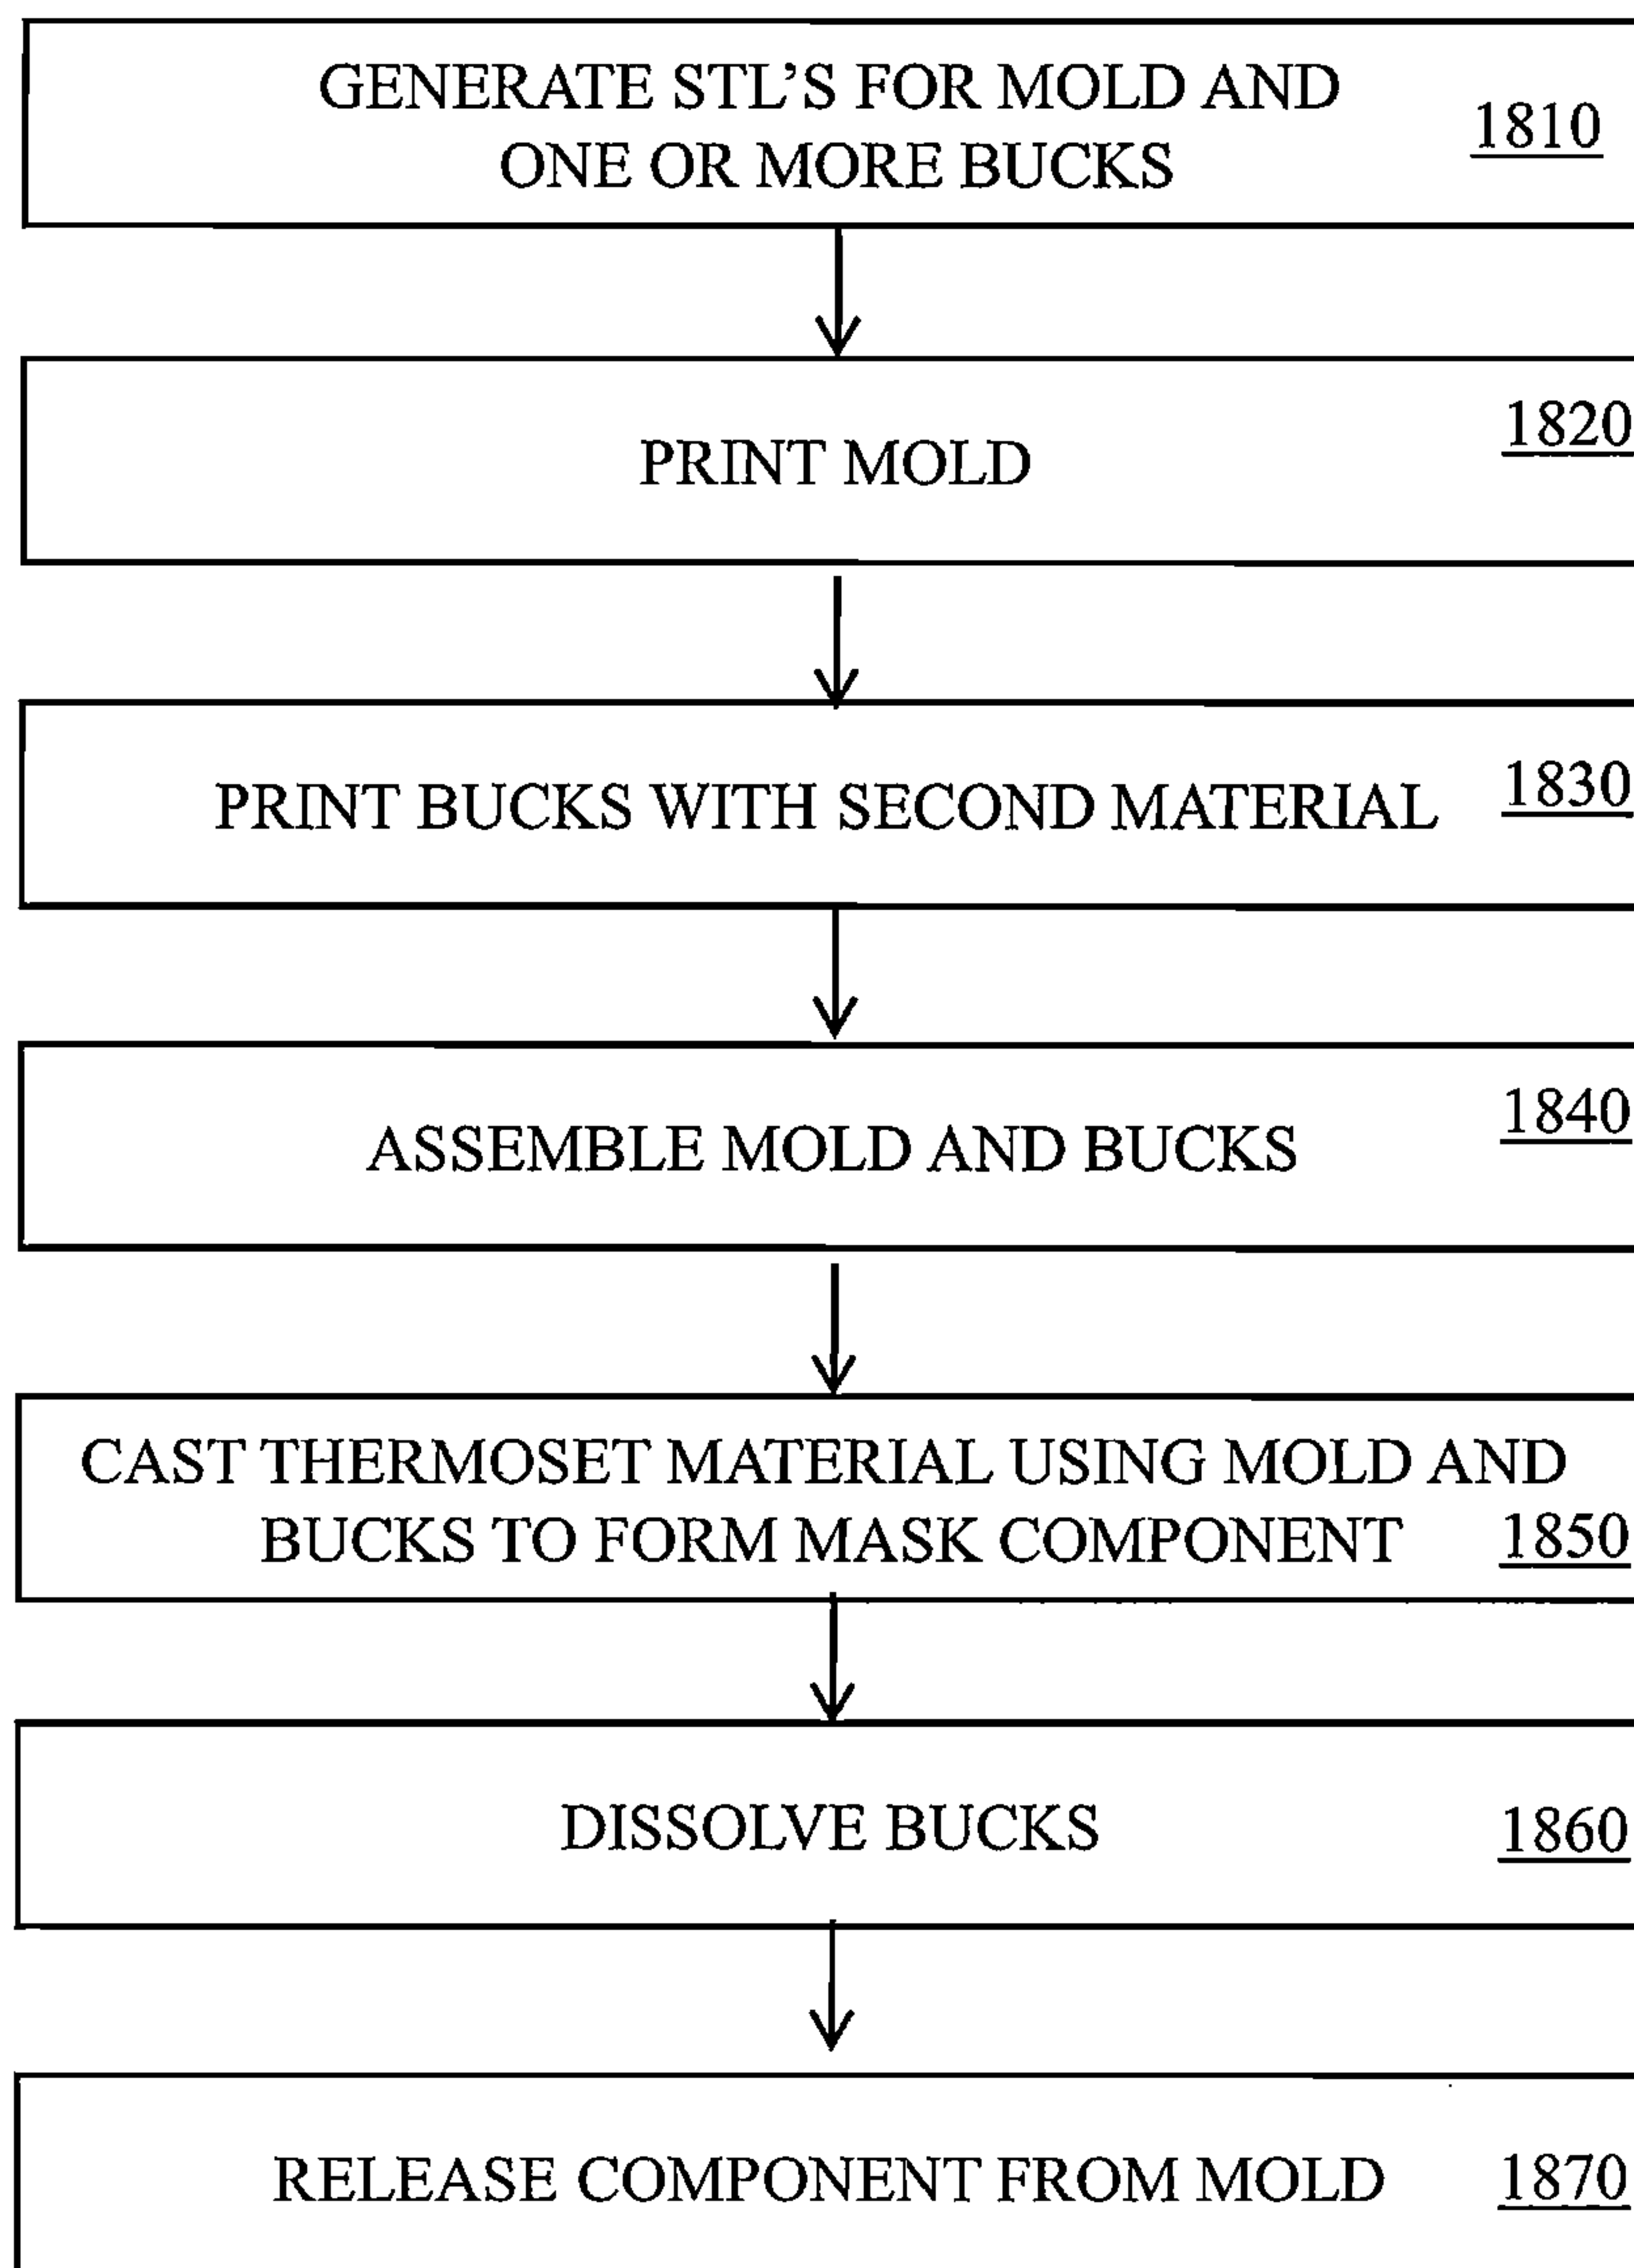 GENERATE STL'S FOR MOLD AND
ONE OR MORE BUCKS
1810
PRINT MOLD
1820
PRINT BUCKS WITH SECOND MATERIAL
1830
ASSEMBLE MOLD AND BUCKS
1840
CAST THERMOSET MATERIAL USING MOLD AND
BUCKS TO FORM MASK COMPONENT
1850
DISSOLVE BUCKS
1860
RELEASE COMPONENT FROM MOLD
1870